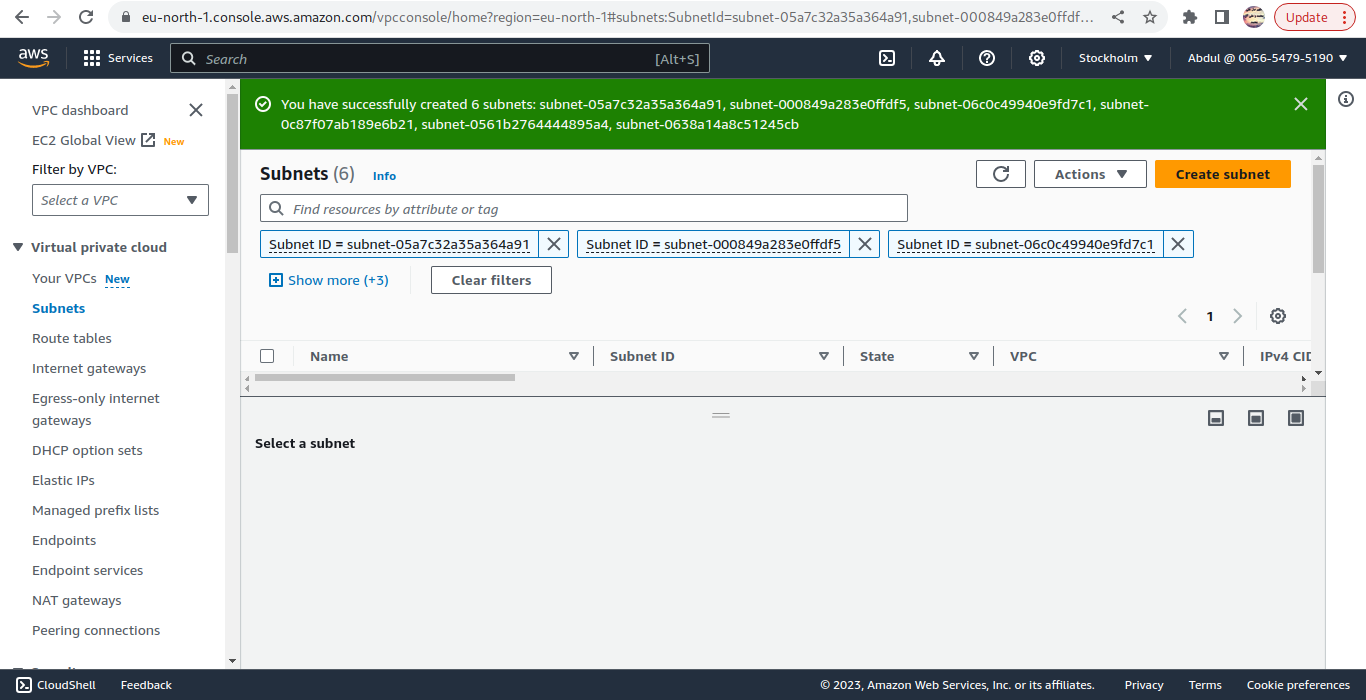 eu-north-1.console.aws.amazon.com/vpcconsole/home?region=eu-north-1#subnets:SubnetId=subnet-05a7c32a35a364a91,subnet-000849a283e0ffdf...
Update
aws
Services
Search
[Alt+S]
Stockholm
Abdul @ 0056-5479-5190
VPC dashboard
EC2 Global View New
Filter by VPC:
Select a VPC
Virtual private cloud
Your VPCs New
Subnets
Route tables
Internet gateways
Egress-only internet
gateways
DHCP option sets
Elastic IPs
Managed prefix lists
Endpoints
Endpoint services
NAT gateways
Peering connections
You have successfully created 6 subnets: subnet-05a7c32a35a364a91, subnet-000849a283e0ffdf5, subnet-06c0c49940e9fd7c1, subnet-
0c87f07ab189e6b21, subnet-0561b2764444895a4, subnet-0638a14a8c51245cb
Subnets (6) Info
Actions
Create subnet
Find resources by attribute or tag
Subnet ID = subnet-05a7c32a35a364a91
Subnet ID = subnet-000849a283e0ffdf5
Subnet ID = subnet-06c0c49940e9fd7c1
Show more (+3)
Clear filters
1
Name
Subnet ID
State
VPC
IPv4 CID
Select a subnet
CloudShell
Feedback
© 2023, Amazon Web Services, Inc. or its affiliates.
Privacy
Terms
Cookie preferences